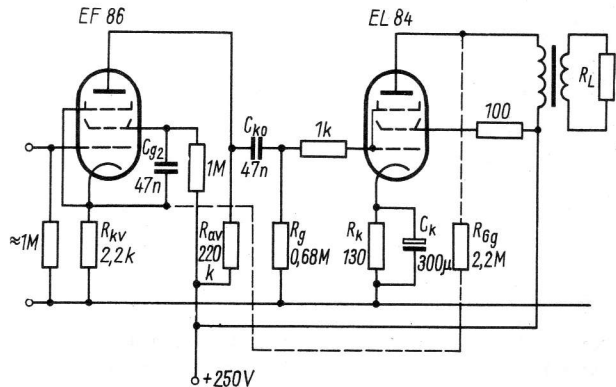 EF 86
EL 84
C_g2
47n
1M
C_ko
47n
1k
100
R_L
≈1M
R_kv
2,2k
R_av
220
k
R_g
0,68M
R_k
130
C_k
300μ
R_Gg
2,2M
+250V